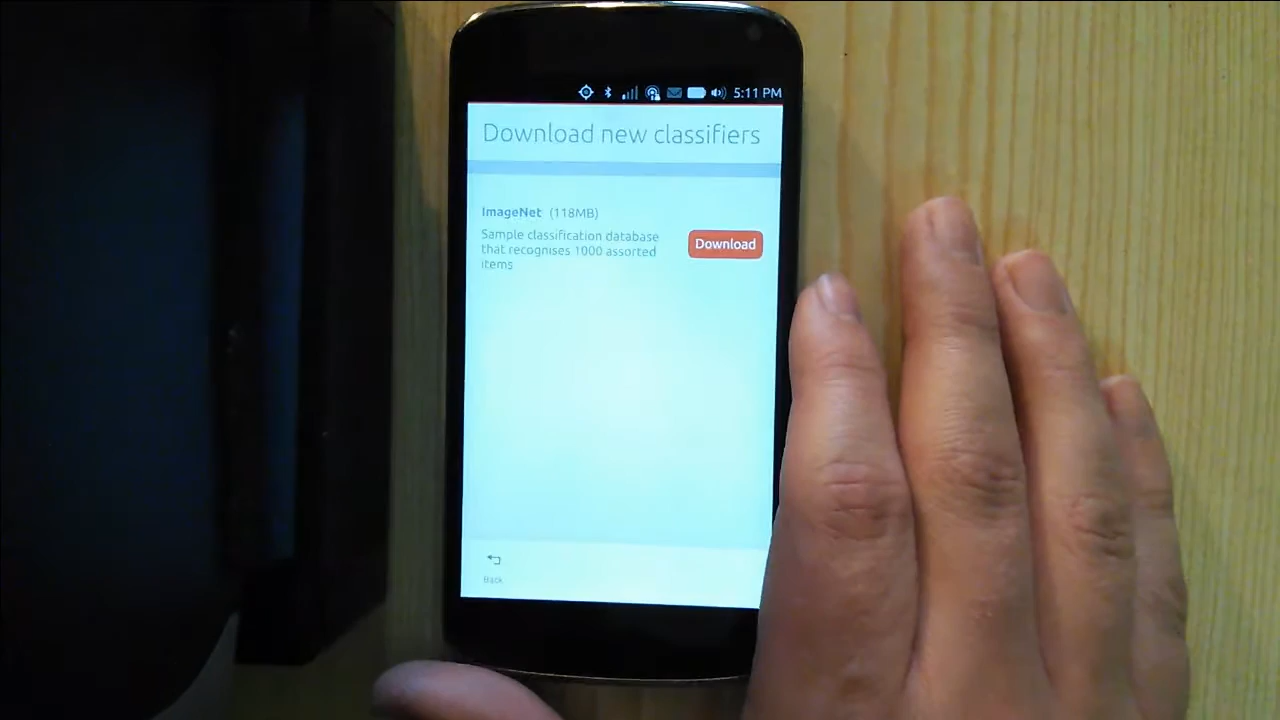 5:11 PM
Download new classifiers
ImageNet (118MB)
Sample classification database
that recognises 1000 assorted
items
Download
Back